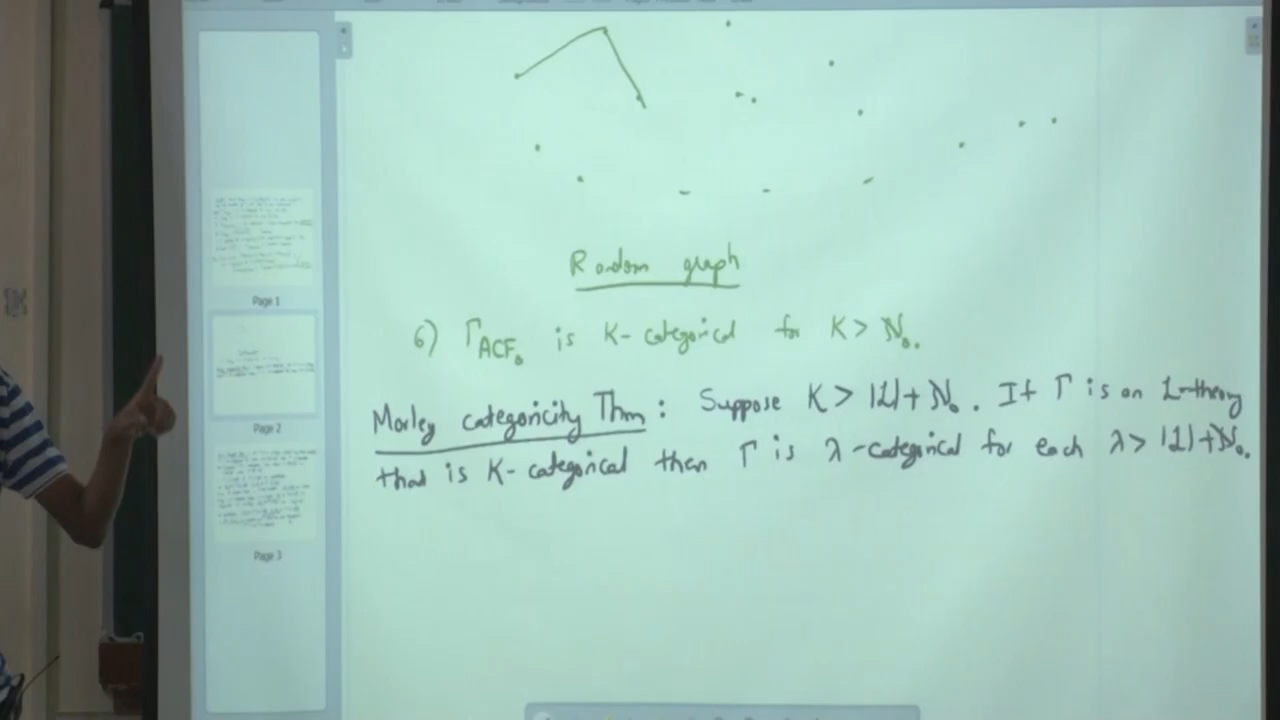 Random graph
6) Γ_ACF₀ is K-categorical for K > ℵ₀.
Morley categoricity Thm : Suppose K > |L| + ℵ₀. If Γ is an L-theory
that is K-categorical then Γ is λ-categorical for each λ > |L| + ℵ₀.
Page 1
Page 2
Page 3